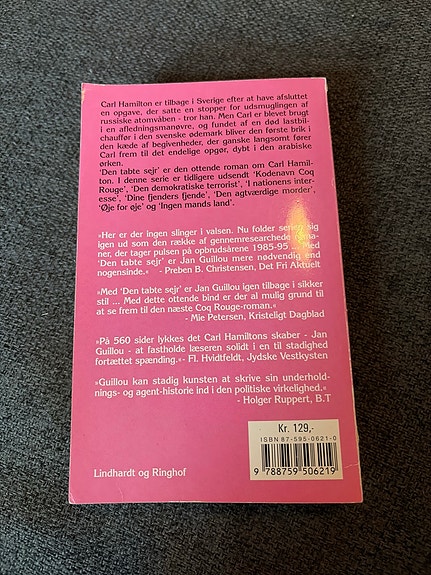 Carl Hamilton er tilbage i Sverige efter at have afsluttet
en opgave, der satte en stopper for udsmuglingen af
russiske atomvåben - tror han. Men Carl er blevet brugt
i en afledningsmanøvre, og fundet af en død lastbil-
chauffør i den svenske ødemark bliver den første brik i
den kæde af begivenheder, der ganske langsomt fører
Carl frem til det endelige opgør, dybt i den arabiske
ørken.
'Den tabte sejr' er den ottende roman om Carl Hamil-
ton. I denne serie er tidligere udsendt 'Kodenavn Coq
Rouge', 'Den demokratiske terrorist', 'I nationens inter-
esse', 'Dine fjenders fjende', 'Den agtværdige morder',
'Øje for øje' og 'Ingen mands land'.
»Her er der ingen slinger i valsen. Nu folder serien sig
igen ud som den række af gennemresearchede roma-
ner, der tager pulsen på opbrudsårene 1985-95 ... Med
'Den tabte sejr' er Jan Guillou mere nødvendig end
nogensinde.« - Preben B. Christensen, Det Fri Aktuelt
»Med 'Den tabte sejr' er Jan Guillou igen tilbage i sikker
stil ... Med dette ottende bind er der al mulig grund til
at se frem til den næste Coq Rouge-roman.«
- Mie Petersen, Kristeligt Dagblad
»På 560 sider lykkes det Carl Hamiltons skaber - Jan
Guillou - at fastholde læseren solidt i en til stadighed
fortættet spænding.«- Fl. Hvidtfeldt, Jydske Vestkysten
»Guillou kan stadig kunsten at skrive sin underhold-
nings- og agent-historie ind i den politiske virkelighed.«
- Holger Ruppert, B.T
Kr. 129,-
ISBN 87-595-0621-0
9 788759 506219
Lindhardt og Ringhof